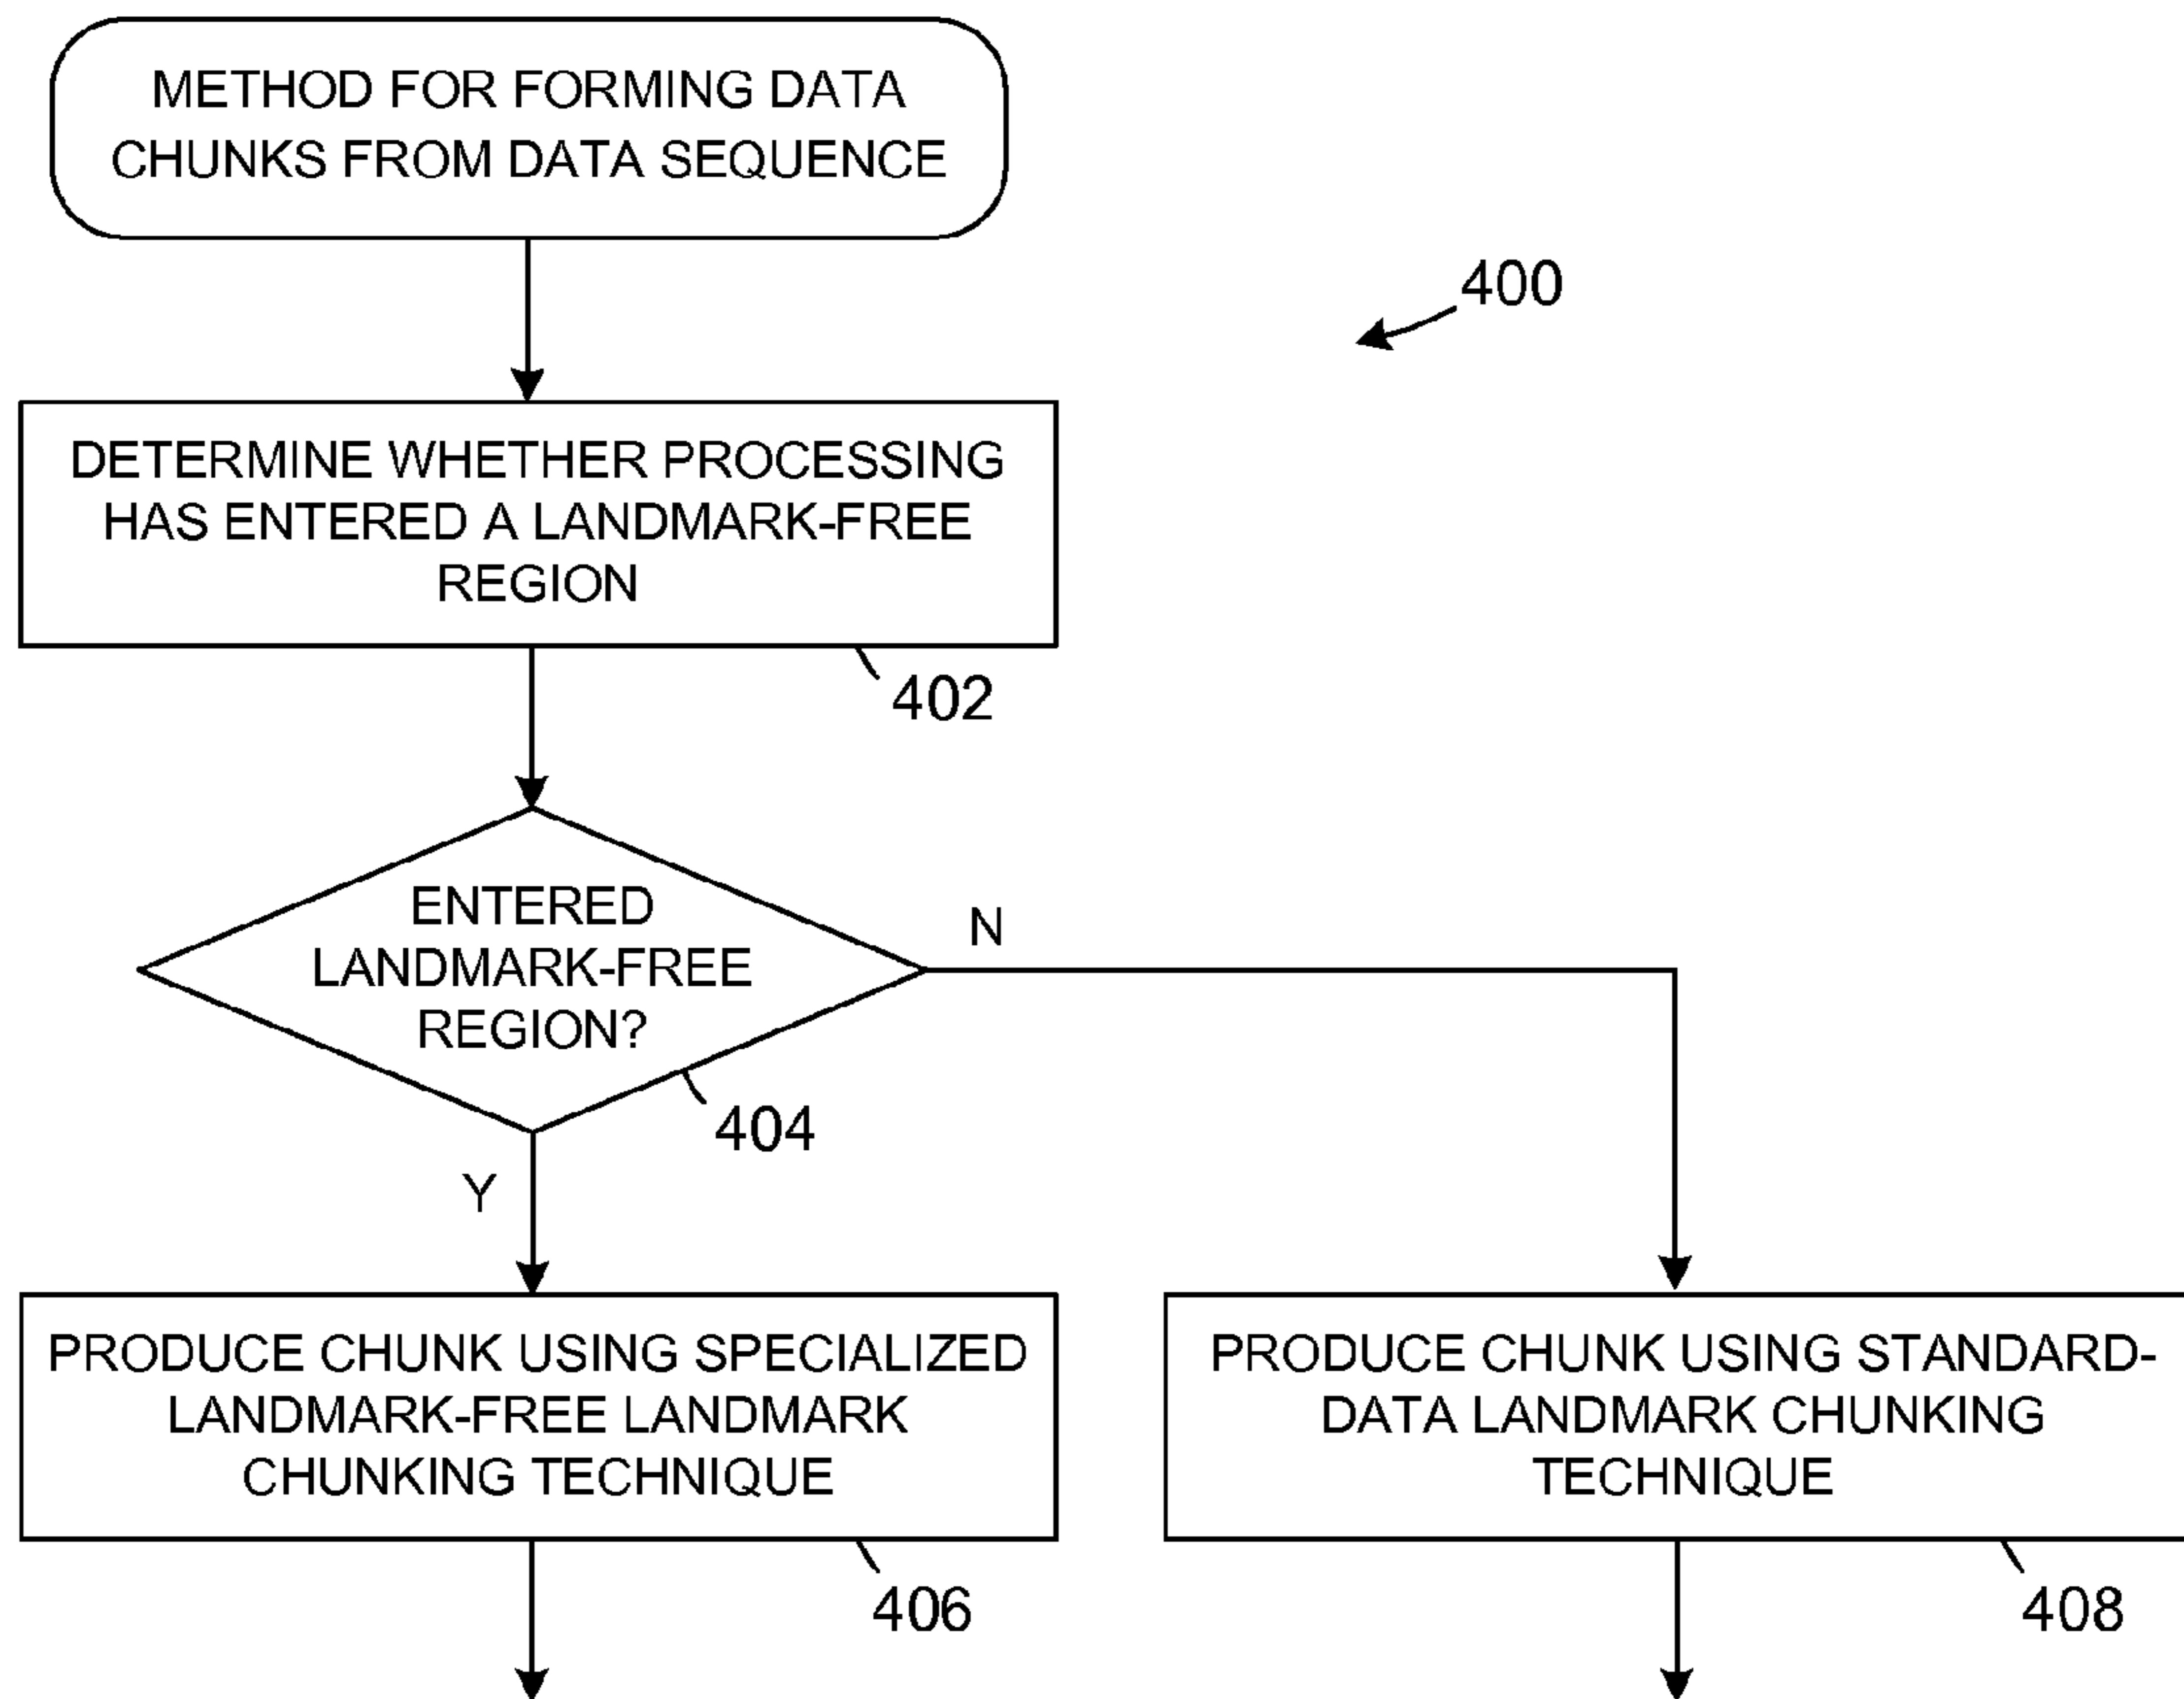 METHOD FOR FORMING DATA
CHUNKS FROM DATA SEQUENCE
400
DETERMINE WHETHER PROCESSING
HAS ENTERED A LANDMARK-FREE
REGION
402
ENTERED
LANDMARK-FREE
REGION?
N
404
Y
PRODUCE CHUNK USING SPECIALIZED
LANDMARK-FREE LANDMARK
CHUNKING TECHNIQUE
406
PRODUCE CHUNK USING STANDARD-
DATA LANDMARK CHUNKING
TECHNIQUE
408